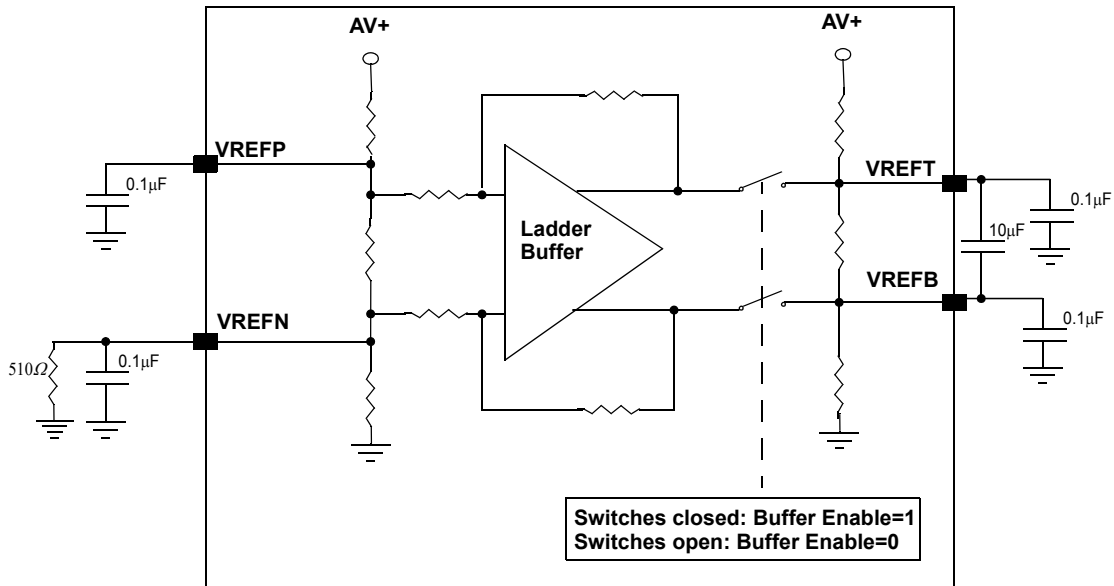 AV+
AV+
VREFP
0.1μF
VREFT
0.1μF
Ladder
Buffer
10μF
VREFB
VREFN
0.1μF
0.1μF
510Ω
Switches closed: Buffer Enable=1
Switches open: Buffer Enable=0